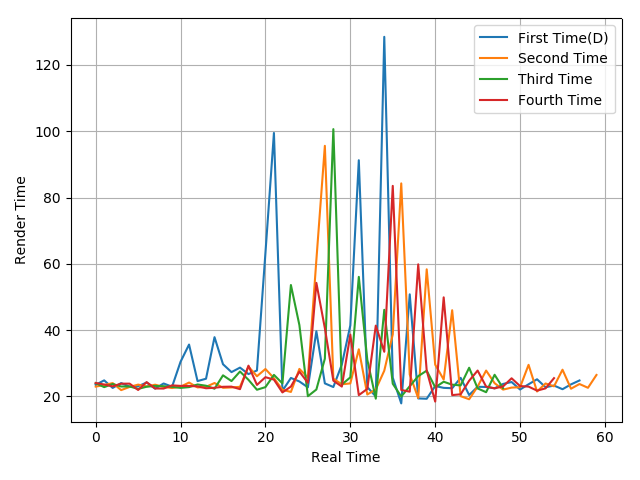 First Time(D)
Second Time
Third Time
Fourth Time
120
100
80
60
40
20
Render Time
0 10 20 30 40 50 60
Real Time